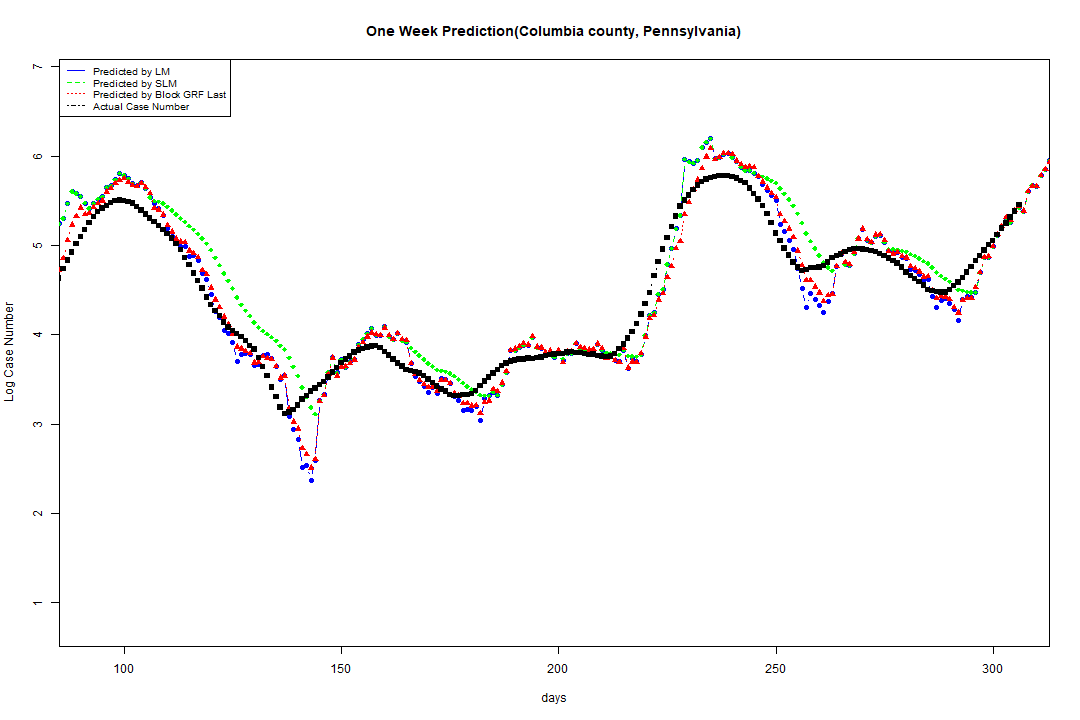 One Week Prediction(Columbia county, Pennsylvania)
Predicted by LM
Predicted by SLM
Predicted by Block GRF Last
Actual Case Number
Log Case Number
7
6
5
4
3
2
1
100 150 200 250 300
days